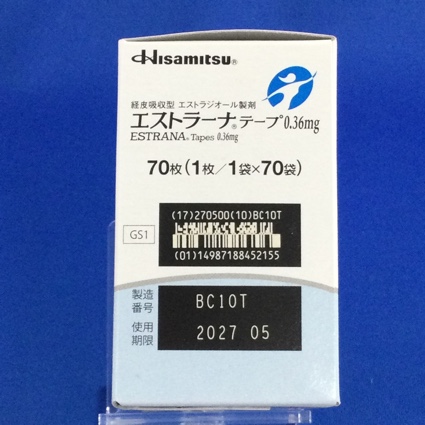 Hisamitsu®
経皮吸収型 エストラジオール製剤
エストラーナ®テープ0.36mg
ESTRANA® Tapes 0.36mg
70枚(1枚/1袋×70袋)
(17)270500(10)BC10T
GS1
(01)14987188452155
製造番号 BC10T
使用期限 2027 05